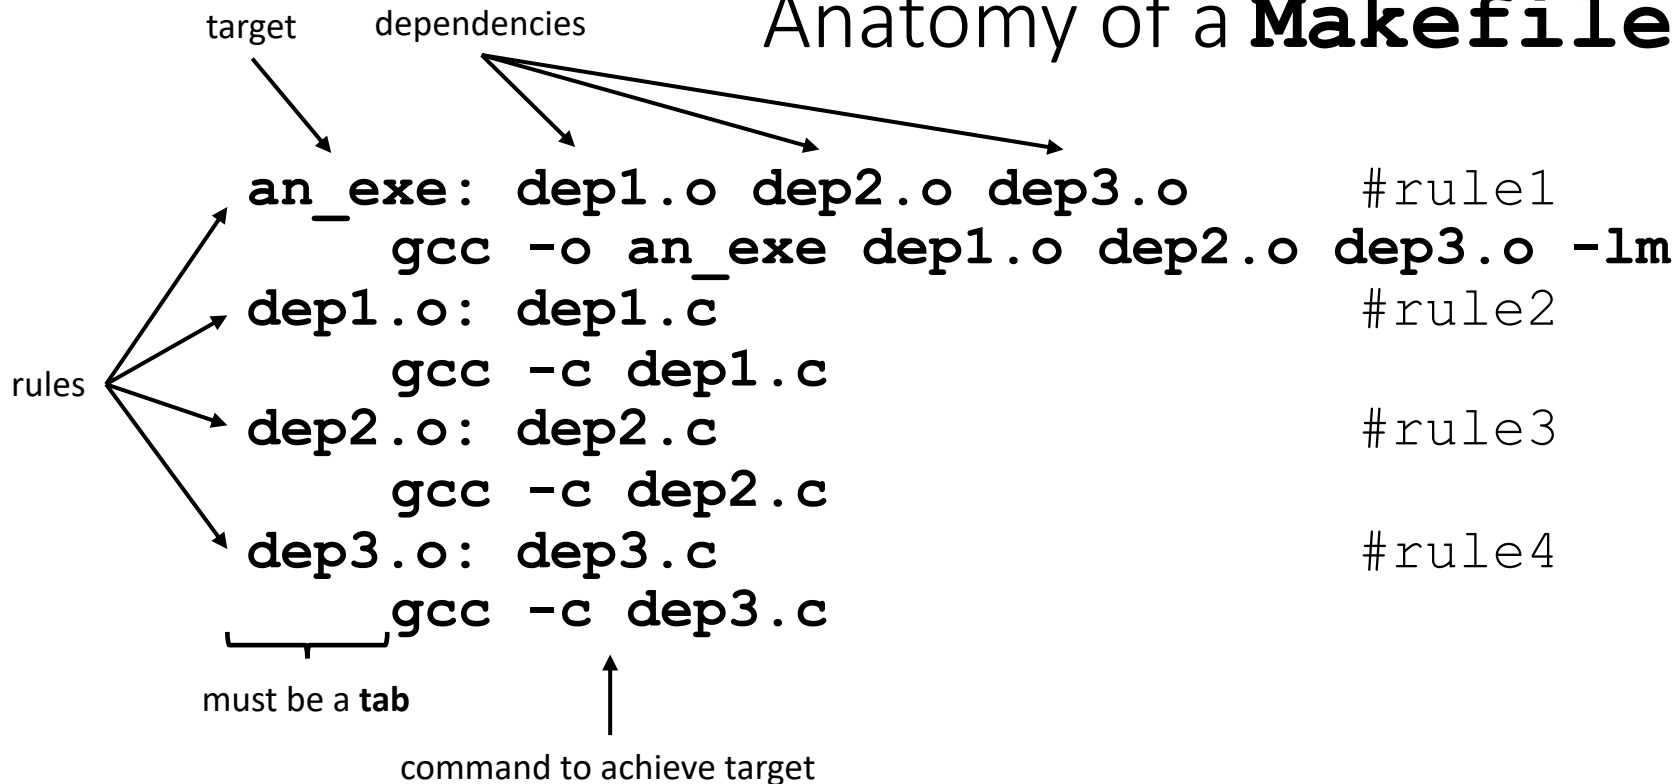 Anatomy of a Makefile
target
dependencies
an_exe: dep1.o dep2.o dep3.o #rule1
gcc -o an_exe dep1.o dep2.o dep3.o -lm
dep1.o: dep1.c #rule2
gcc -c dep1.c
rules
dep2.o: dep2.c #rule3
gcc -c dep2.c
dep3.o: dep3.c #rule4
gcc -c dep3.c
must be a tab
command to achieve target